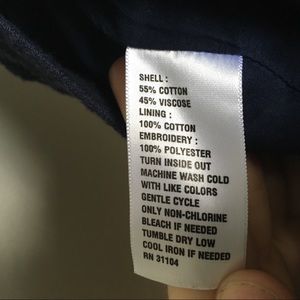 SHELL :
55% COTTON
45% VISCOSE
LINING :
100% COTTON
EMBROIDERY :
100% POLYESTER
TURN INSIDE OUT
MACHINE WASH COLD
WITH LIKE COLORS
GENTLE CYCLE
ONLY NON-CHLORINE
BLEACH IF NEEDED
TUMBLE DRY LOW
COOL IRON IF NEEDED
RN 31104